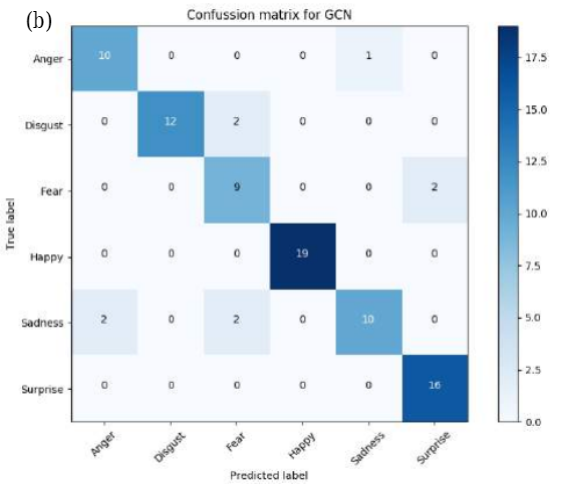 (b)
Confussion matrix for GCN
Anger 10 0 0 0 1 0
Disgust 0 12 2 0 0 0
Fear 0 0 9 0 0 2
Happy 0 0 0 19 0 0
Sadness 2 0 2 0 10 0
Surprise 0 0 0 0 0 16
Anger Disgust Fear Happy Sadness Surprise
True label
Predicted label
17.5
15.0
12.5
10.0
7.5
5.0
2.5
0.0